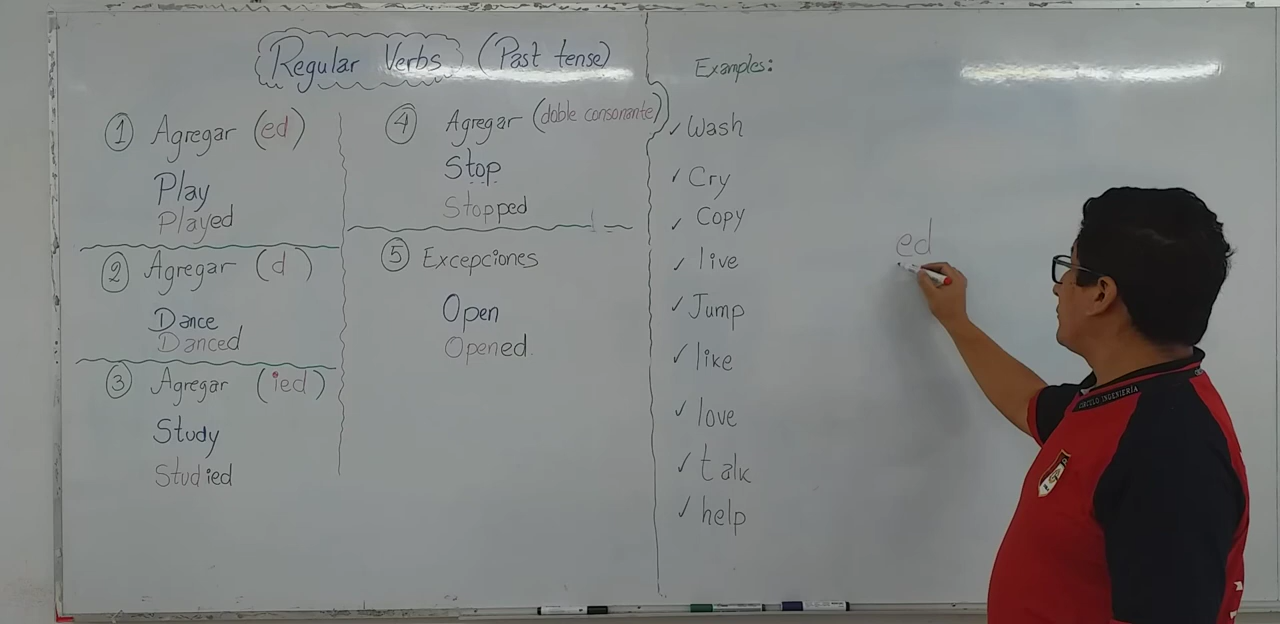 Regular Verbs (Past tense)
① Agregar (ed)
Play
Played
② Agregar (d)
Dance
Danced
③ Agregar (ied)
Study
Studied
④ Agregar (doble consonante)
Stop
Stopped
⑤ Excepciones
Open
Opened.
Examples:
✓ Wash
✓ Cry
✓ Copy
✓ live
✓ Jump
✓ like
✓ love
✓ talk
✓ help
ed
CIRCULO INGENIERÍA